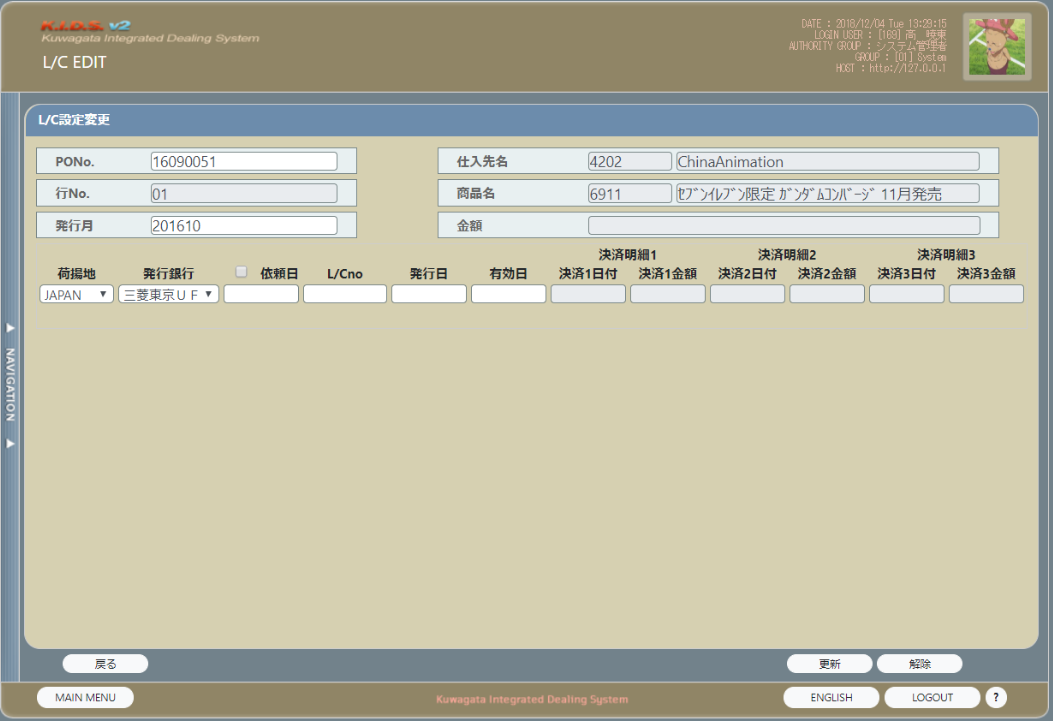 K.I.D.S. v2
Kuwagata Integrated Dealing System
L/C EDIT
DATE : 2018/12/04 Tue 13:29:15
LOGIN USER : [169] 高 暁東
AUTHORITY GROUP : システム管理者
GROUP : [01] System
HOST : http://127.0.0.1
L/C設定変更
PONo. 16090051 仕入先名 4202 ChinaAnimation
行No. 01 商品名 6911 ｾﾌﾞﾝｲﾚﾌﾞﾝ限定 ｶﾞﾝﾀﾞﾑｺﾝﾊﾞｰｼﾞ 11月発売
発行月 201610 金額
決済明細1 決済明細2 決済明細3
荷揚地 発行銀行 依頼日 L/Cno 発行日 有効日 決済1日付 決済1金額 決済2日付 決済2金額 決済3日付 決済3金額
JAPAN ▼ 三菱東京ＵＦ ▼
NAVIGATION
戻る 更新 解除
MAIN MENU Kuwagata Integrated Dealing System ENGLISH LOGOUT ?